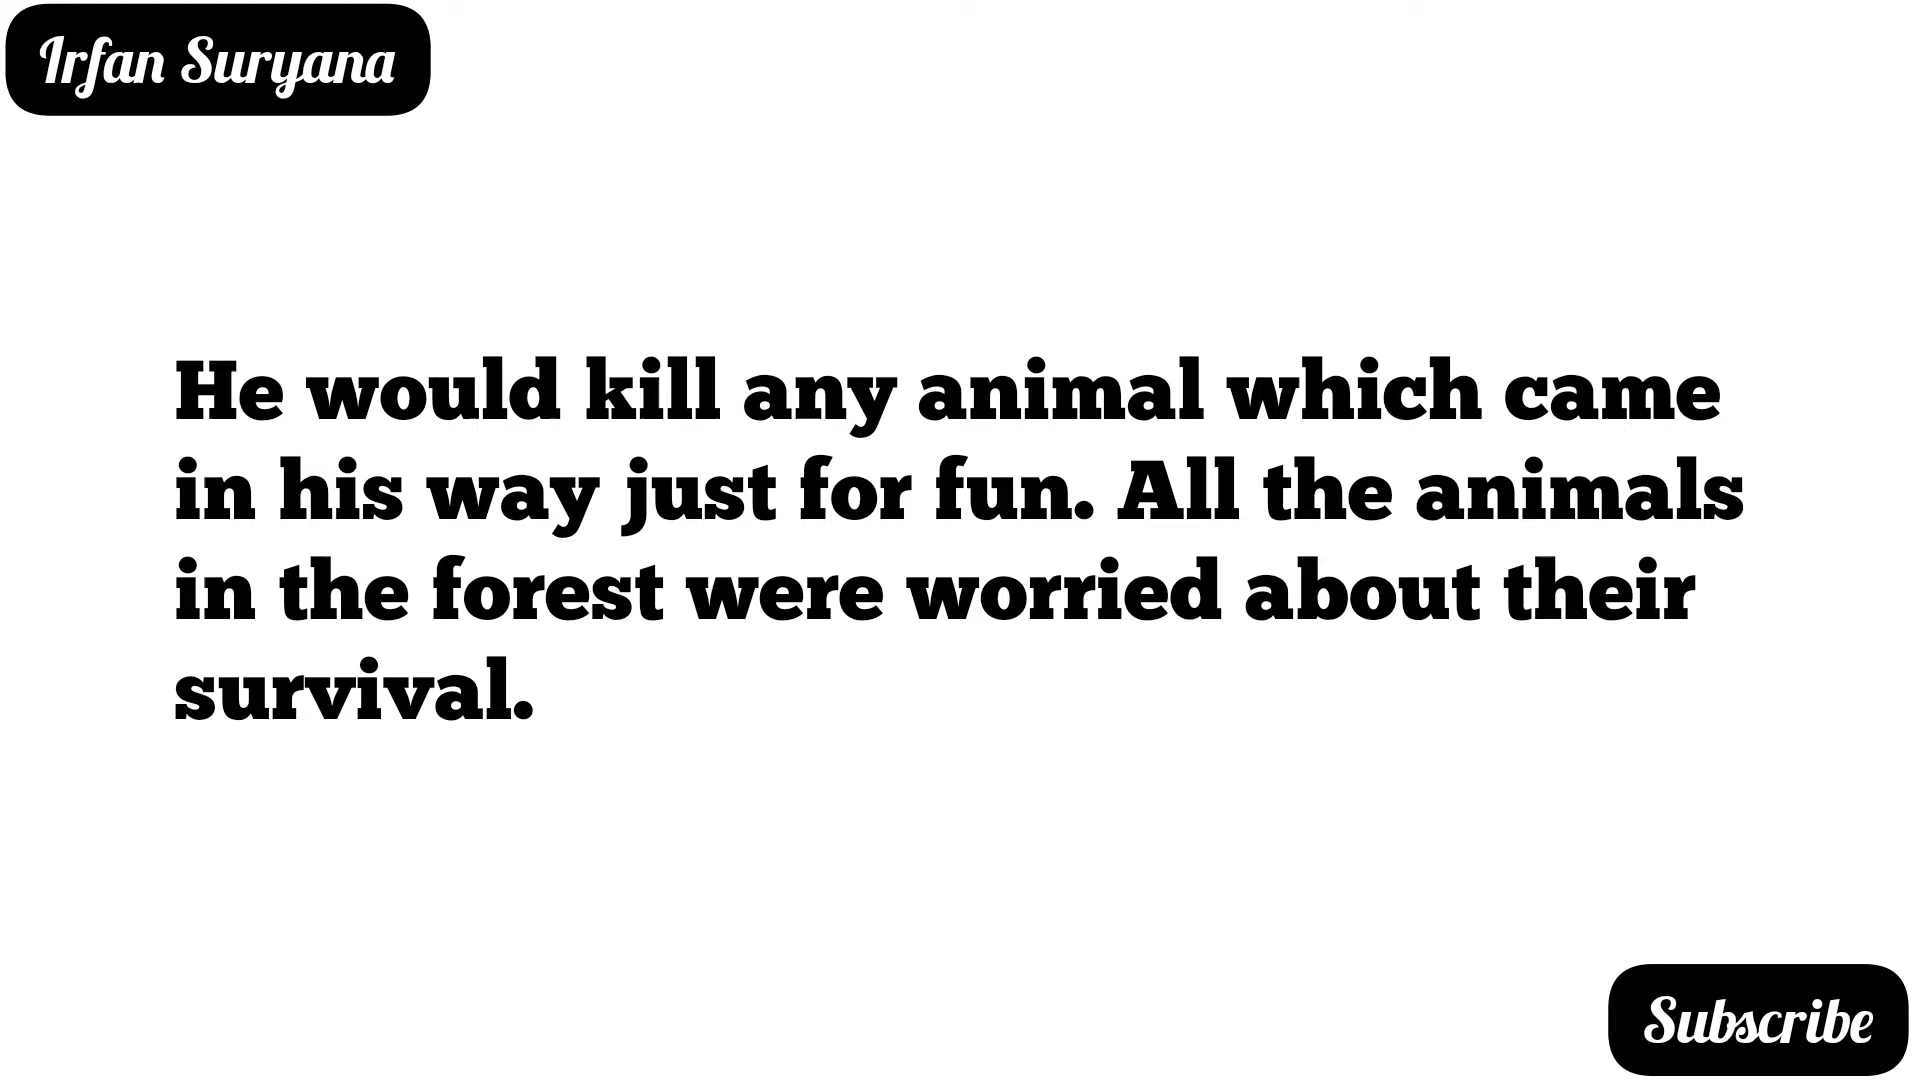 Irfan Suryana
He would kill any animal which came
in his way just for fun. All the animals
in the forest were worried about their
survival.
Subscribe